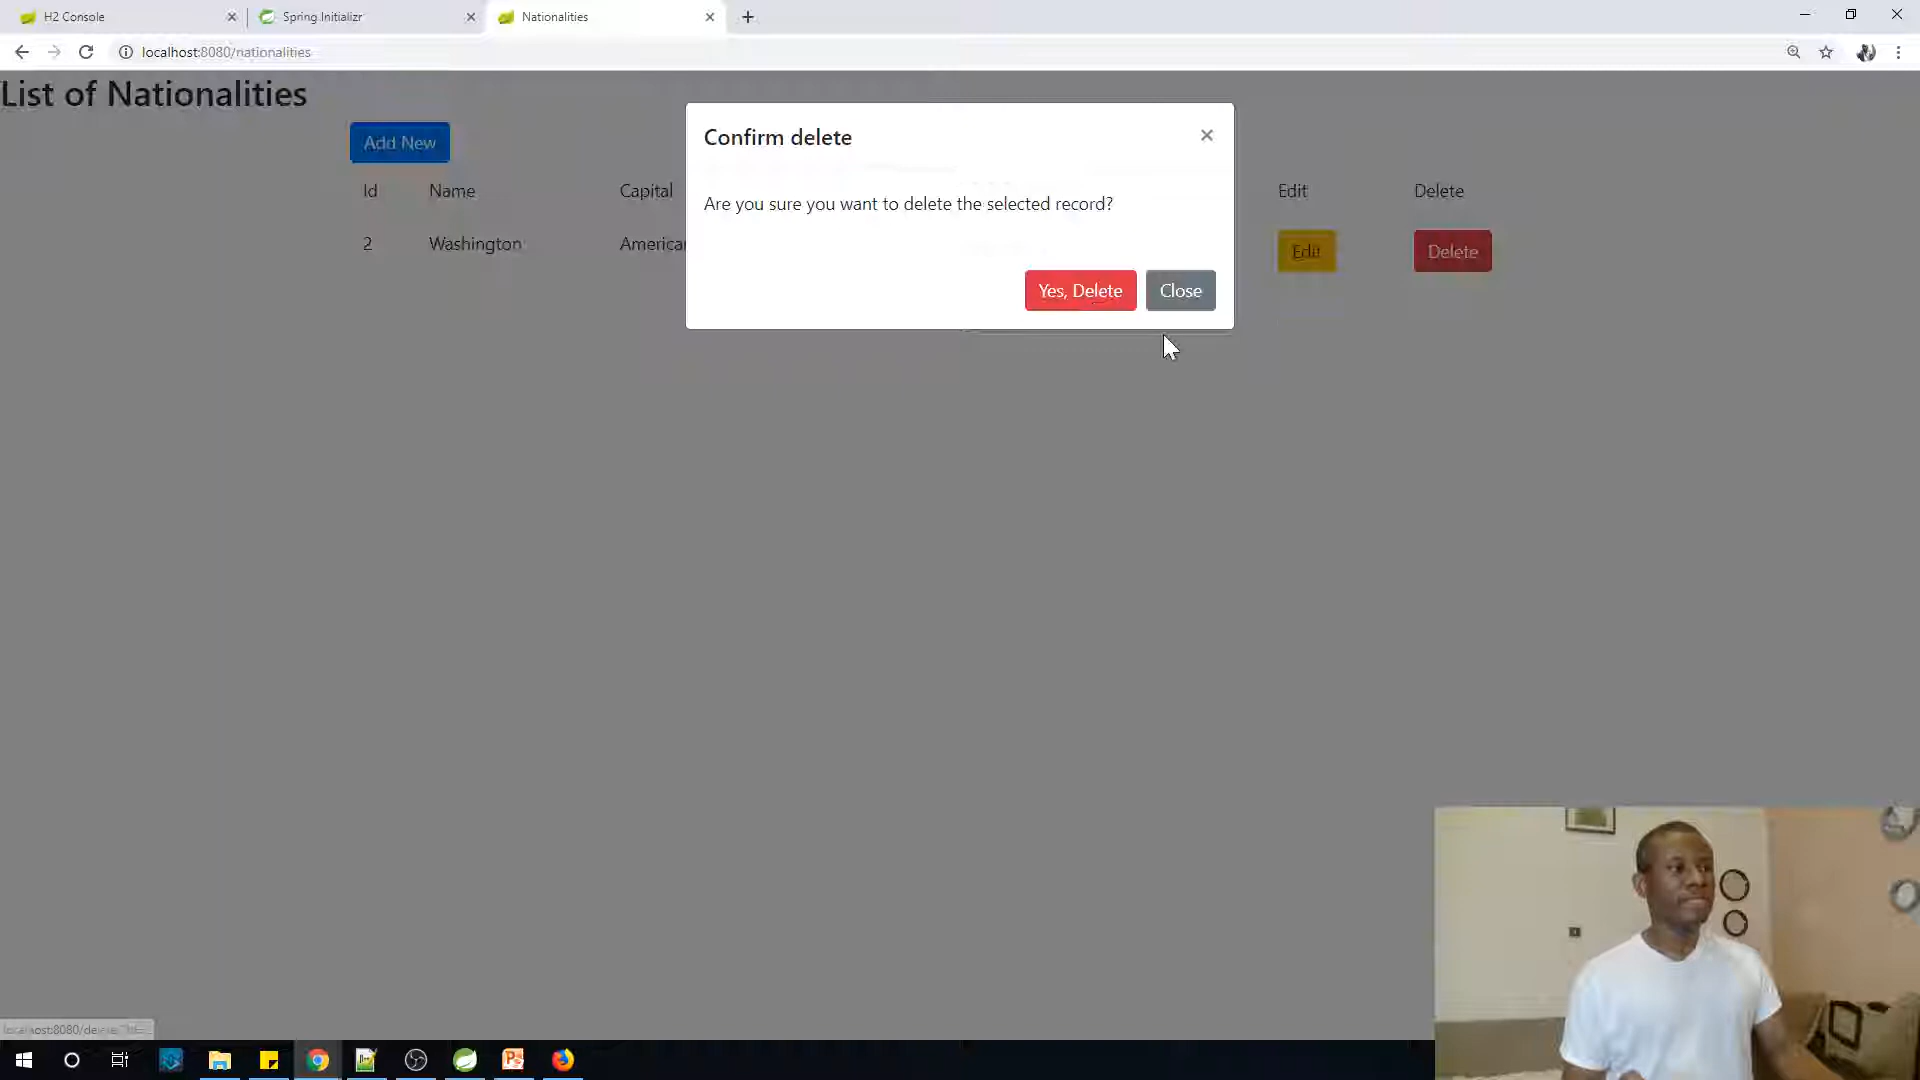 H2 Console
Spring Initializr
Nationalities
localhost:8080/nationalities
List of Nationalities
Add New
Confirm delete
×
Id Name Capital Edit Delete
Are you sure you want to delete the selected record?
2 Washington American Edit Delete
Yes, Delete Close